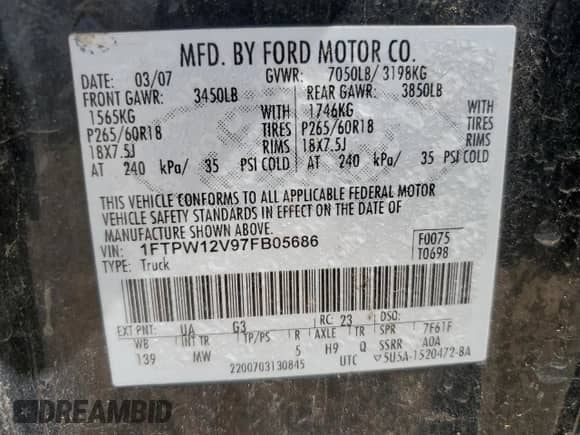 MFD. BY FORD MOTOR CO.
DATE: 03/07 GVWR: 7050LB/ 3198KG
FRONT GAWR: 3450LB REAR GAWR: 3850LB
1565KG WITH 1746KG WITH
P265/60R18 TIRES P265/60R18 TIRES
18X7.5J RIMS 18X7.5J RIMS
AT 240 kPa/ 35 PSI COLD AT 240 kPa/ 35 PSI COLD
THIS VEHICLE CONFORMS TO ALL APPLICABLE FEDERAL MOTOR
VEHICLE SAFETY STANDARDS IN EFFECT ON THE DATE OF
MANUFACTURE SHOWN ABOVE.
VIN: 1FTPW12V97FB05686 F0075
TYPE: Truck T0698
EXT PNT: UA G3 RC: 23 DSO:
WB INT TR TP/PS R AXLE TR SPR 7F61F
139 MW 5 H9 Q SSRR AOA
2200703130845 UTC ▽5U5A-1520472-BA
DREAMBID